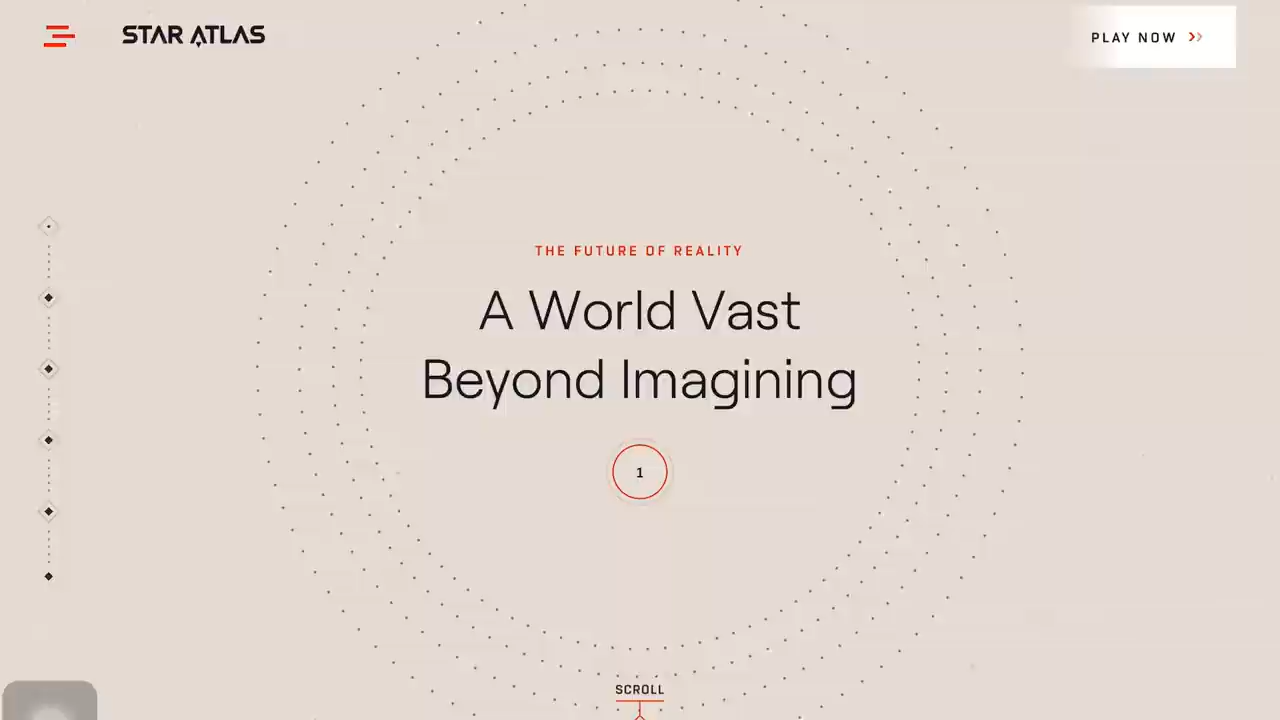 STAR ATLAS
PLAY NOW
THE FUTURE OF REALITY
A World Vast
Beyond Imagining
1
SCROLL